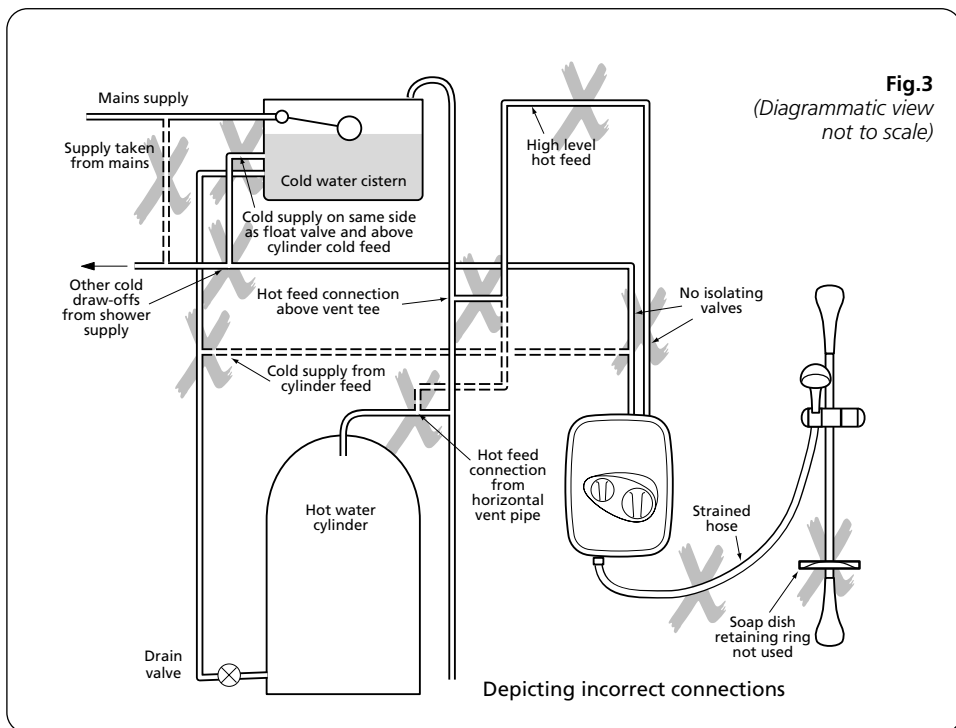 Fig.3
(Diagrammatic view
not to scale)
Mains supply
Supply taken
from mains
Cold water cistern
High level
hot feed
Cold supply on same side
as float valve and above
cylinder cold feed
Other cold
draw-offs
from shower
supply
Hot feed connection
above vent tee
No isolating
valves
Cold supply from
cylinder feed
Hot feed
connection
from
horizontal
vent pipe
Hot water
cylinder
Strained
hose
Soap dish
retaining ring
not used
Drain
valve
Depicting incorrect connections